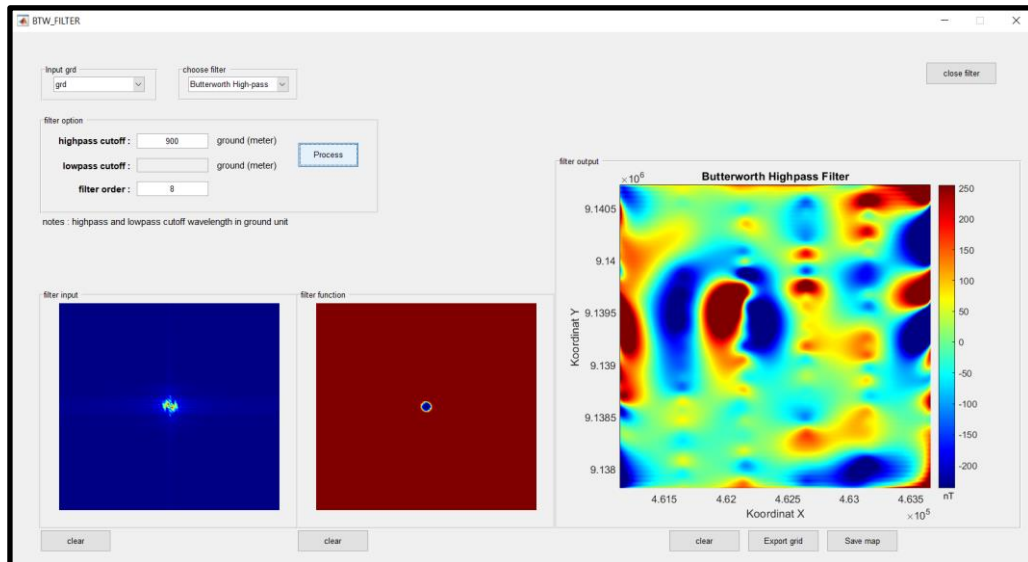 BTW_FILTER
Input grd
choose filter
grd
Butterworth High-pass
close filter
filter option
highpass cutoff :
900
ground (meter)
lowpass cutoff :
ground (meter)
filter order :
8
Process
notes : highpass and lowpass cutoff wavelength in ground unit
filter input
filter function
clear
clear
filter output
Butterworth Highpass Filter
×10⁶
9.1405
9.14
9.1395
9.139
9.1385
9.138
Koordinat Y
4.615
4.62
4.625
4.63
4.635
Koordinat X
×10⁵
250
200
150
100
50
0
-50
-100
-150
-200
nT
clear
Export grid
Save map